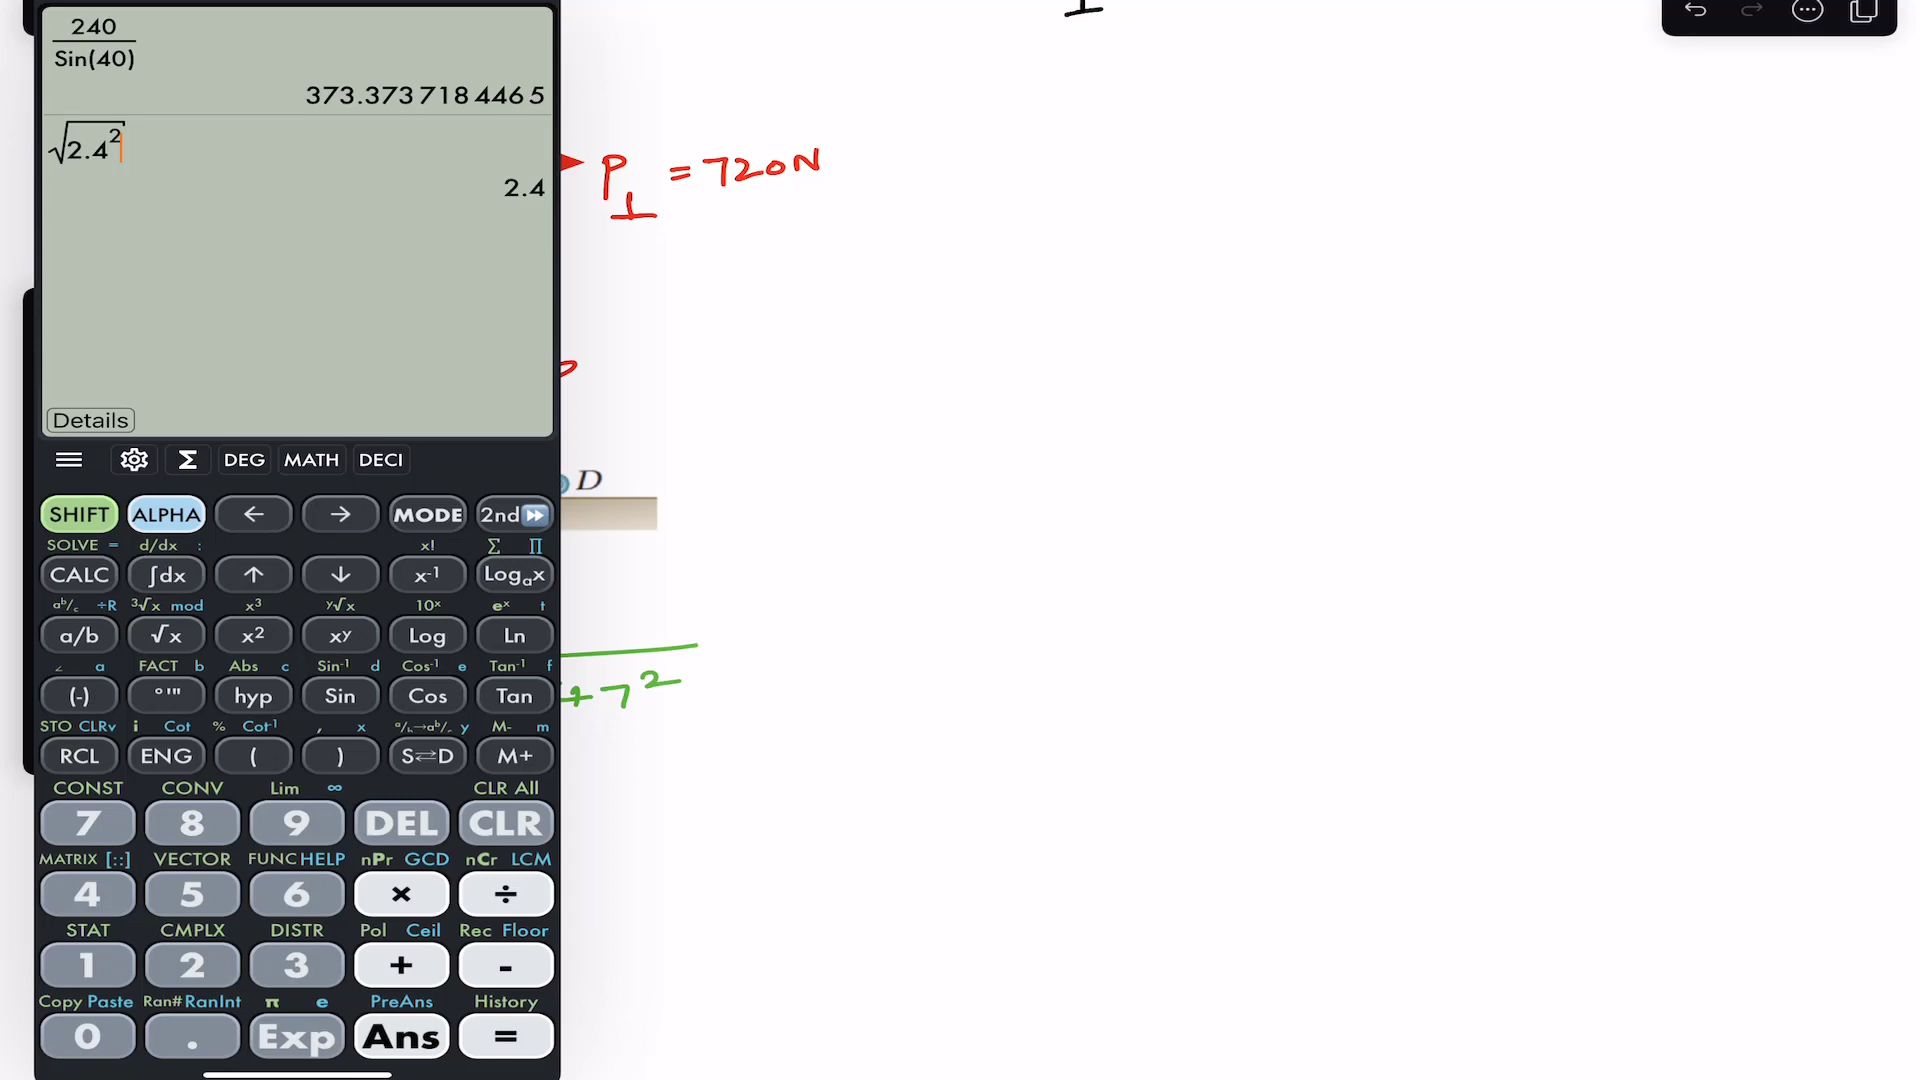 240
Sin(40)
373.3737184465
√2.4²
2.4
P⊥ = 720N
D
+7²
Details
DEG MATH DECI
SHIFT ALPHA ← → MODE 2nd
SOLVE = d/dx : x! Σ ∏
CALC ∫dx ↑ ↓ x⁻¹ Logₐx
aᵇ/꜀ ÷R ³√x mod x³ ʸ√x 10ˣ eˣ t
a/b √x x² xʸ Log Ln
∠ a FACT b Abs c Sin⁻¹ d Cos⁻¹ e Tan⁻¹ f
(-) °'" hyp Sin Cos Tan
STO CLRv i Cot % Cot⁻¹ , x y M- m
RCL ENG ( ) S⇄D M+
CONST CONV Lim ∞ CLR All
7 8 9 DEL CLR
MATRIX [::] VECTOR FUNC HELP nPr GCD nCr LCM
4 5 6 × ÷
STAT CMPLX DISTR Pol Ceil Rec Floor
1 2 3 + -
Copy Paste Ran# RanInt π e PreAns History
0 . Exp Ans =